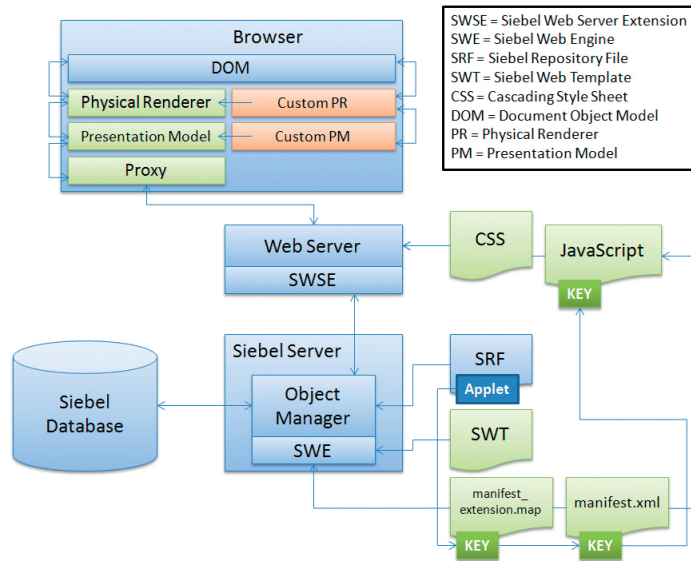 Browser
DOM
Physical Renderer
Custom PR
Presentation Model
Custom PM
Proxy
SWSE = Siebel Web Server Extension
SWE = Siebel Web Engine
SRF = Siebel Repository File
SWT = Siebel Web Template
CSS = Cascading Style Sheet
DOM = Document Object Model
PR = Physical Renderer
PM = Presentation Model
Web Server
SWSE
CSS
JavaScript
KEY
Siebel Server
Object
Manager
SWE
Siebel
Database
SRF
Applet
SWT
manifest_
extension.map
KEY
manifest.xml
KEY